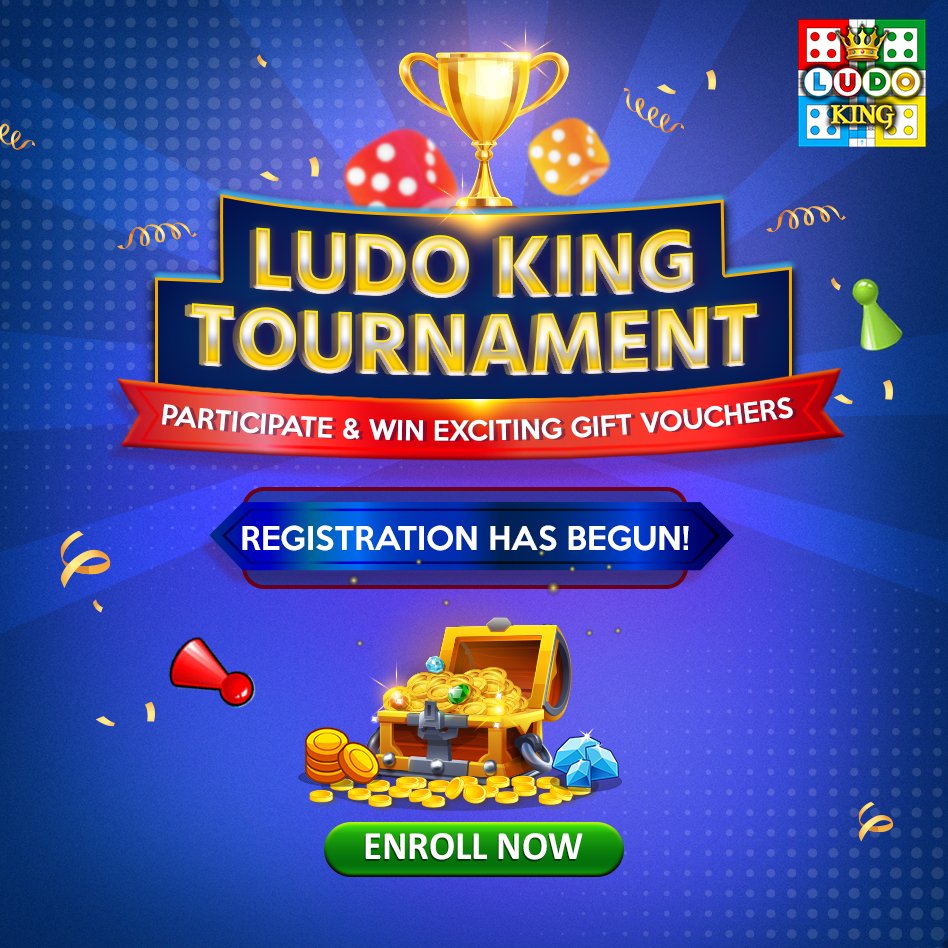 LUDO
KING
LUDO KING
TOURNAMENT
PARTICIPATE & WIN EXCITING GIFT VOUCHERS
REGISTRATION HAS BEGUN!
ENROLL NOW